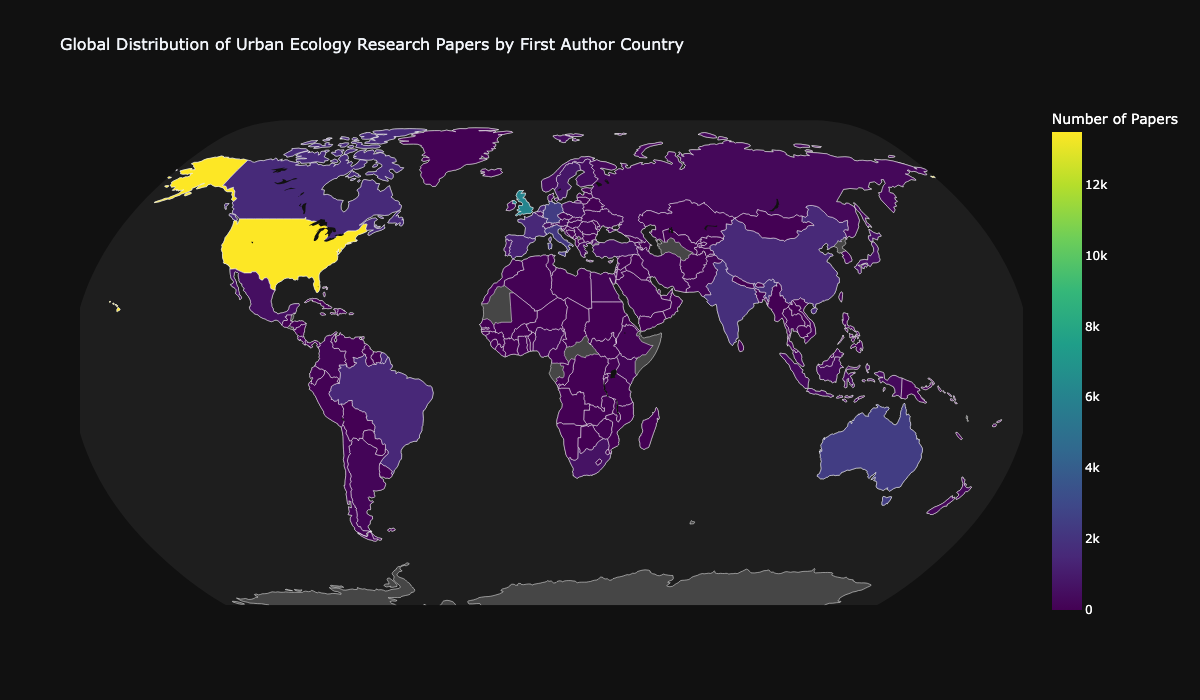 Global Distribution of Urban Ecology Research Papers by First Author Country
Number of Papers
12k
10k
8k
6k
4k
2k
0